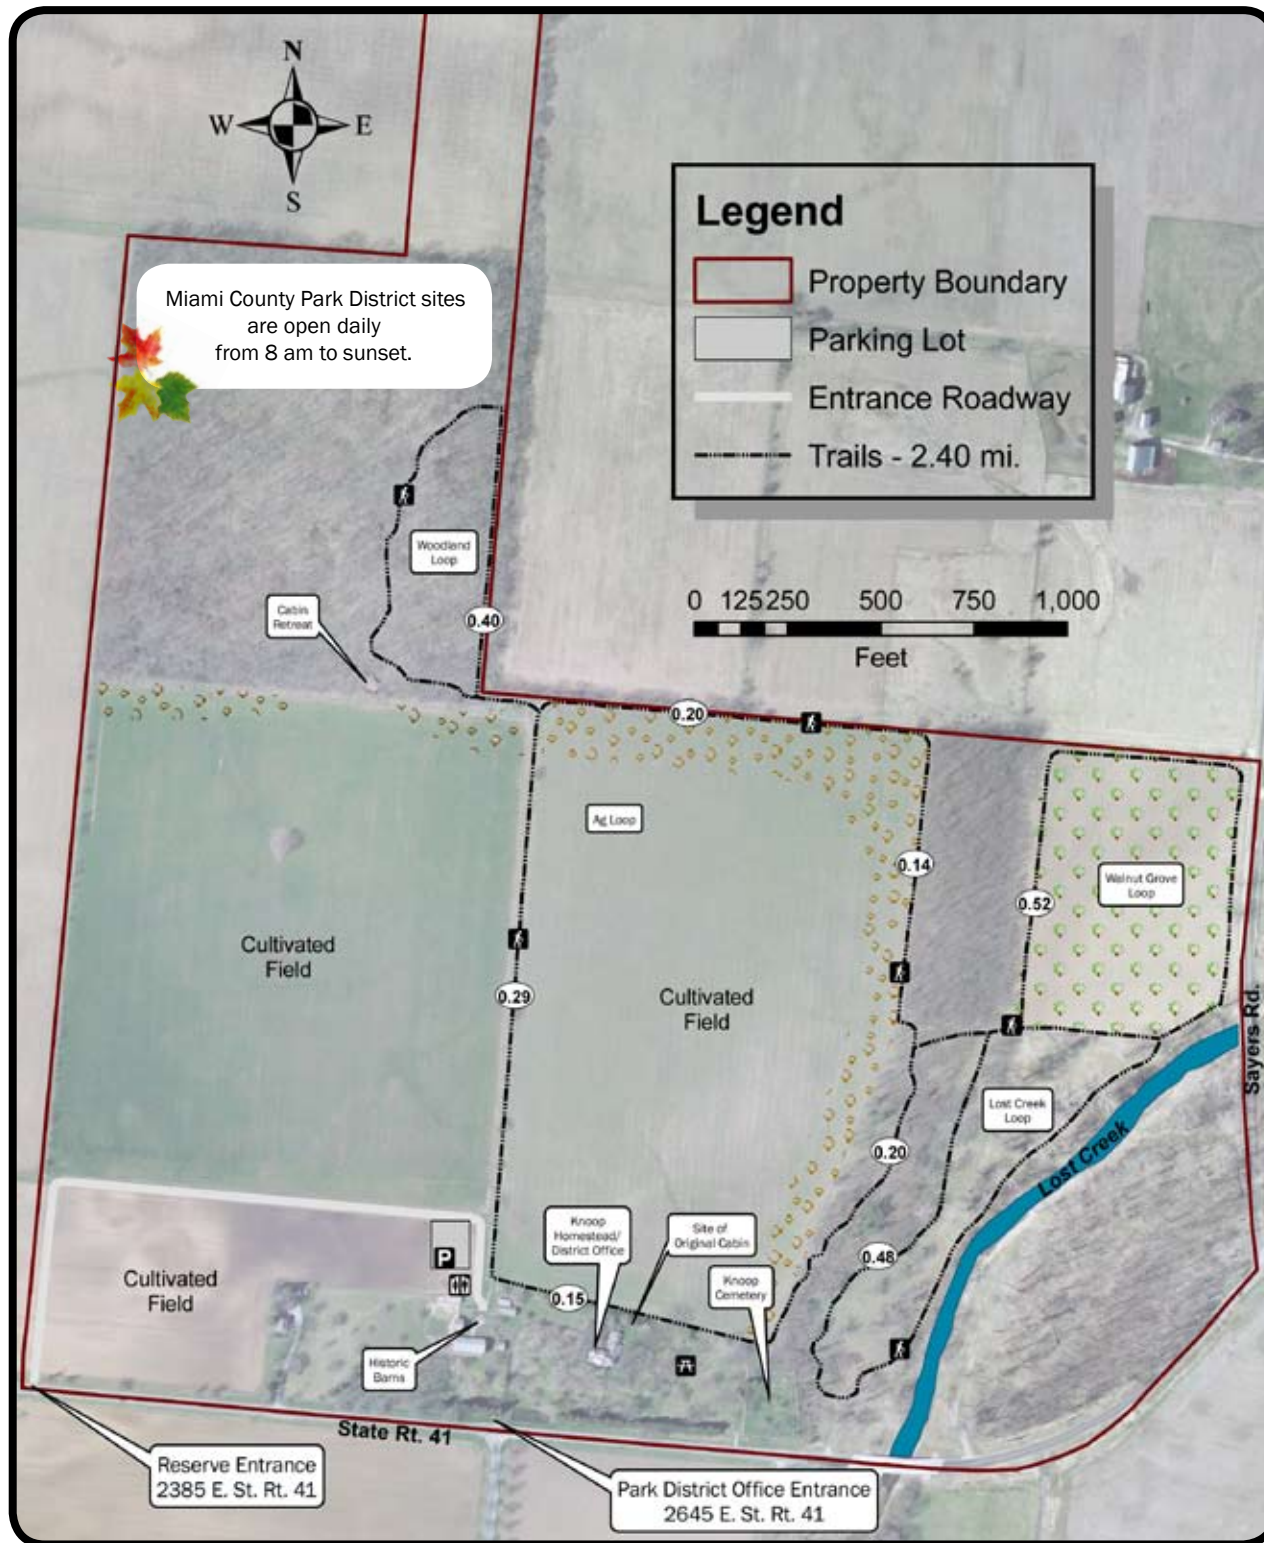 N
W
E
S
Miami County Park District sites
are open daily
from 8 am to sunset.
Legend
Property Boundary
Parking Lot
Entrance Roadway
Trails - 2.40 mi.
0 125 250 500 750 1,000
Feet
Woodland
Loop
Cabin
Retreat
0.40
0.20
Ag Loop
0.14
0.52
Walnut Grove
Loop
Cultivated
Field
0.29
Cultivated
Field
Sayers Rd.
Lost Creek
Loop
Lost Creek
0.20
0.48
Knoop
Homestead/
District Office
Site of
Original Cabin
Knoop
Cemetery
P
Cultivated
Field
0.15
Historic
Barns
State Rt. 41
Reserve Entrance
2385 E. St. Rt. 41
Park District Office Entrance
2645 E. St. Rt. 41